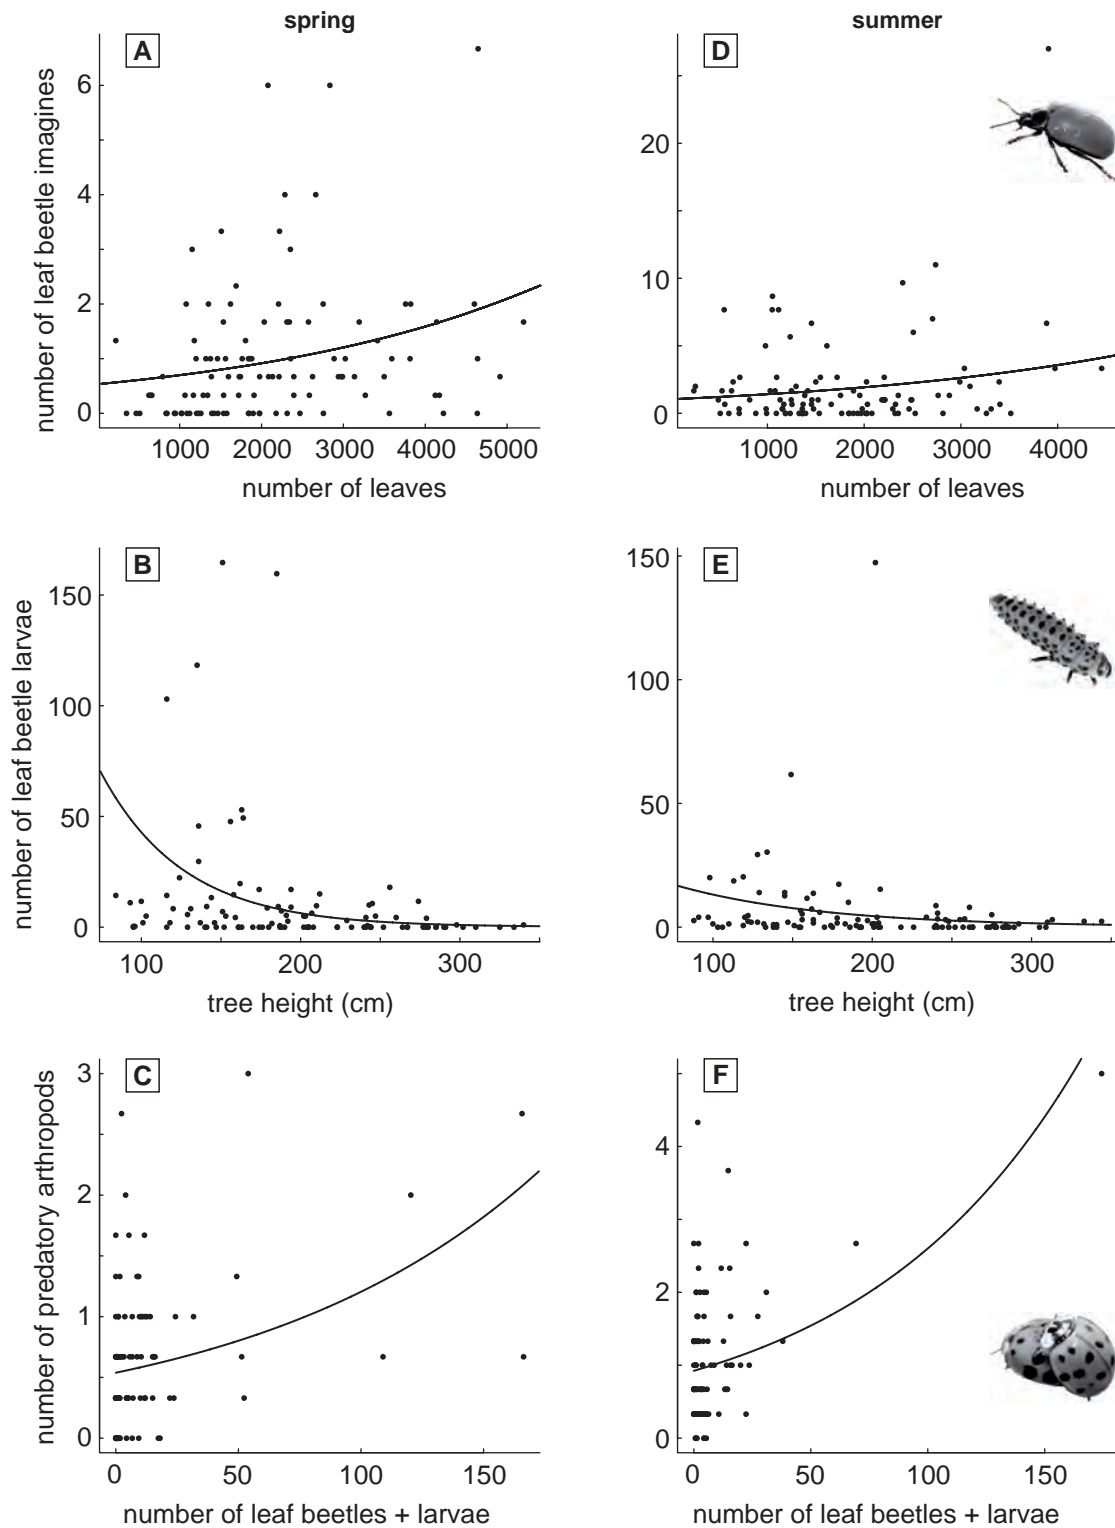 spring
summer
A
number of leaf beetle imagines
6
4
2
0
1000 2000 3000 4000 5000
number of leaves
D
20
10
0
1000 2000 3000 4000
number of leaves
B
number of leaf beetle larvae
150
100
50
0
100 200 300
tree height (cm)
E
150
100
50
0
100 200 300
tree height (cm)
C
number of predatory arthropods
3
2
1
0
0 50 100 150
number of leaf beetles + larvae
F
4
2
0
0 50 100 150
number of leaf beetles + larvae